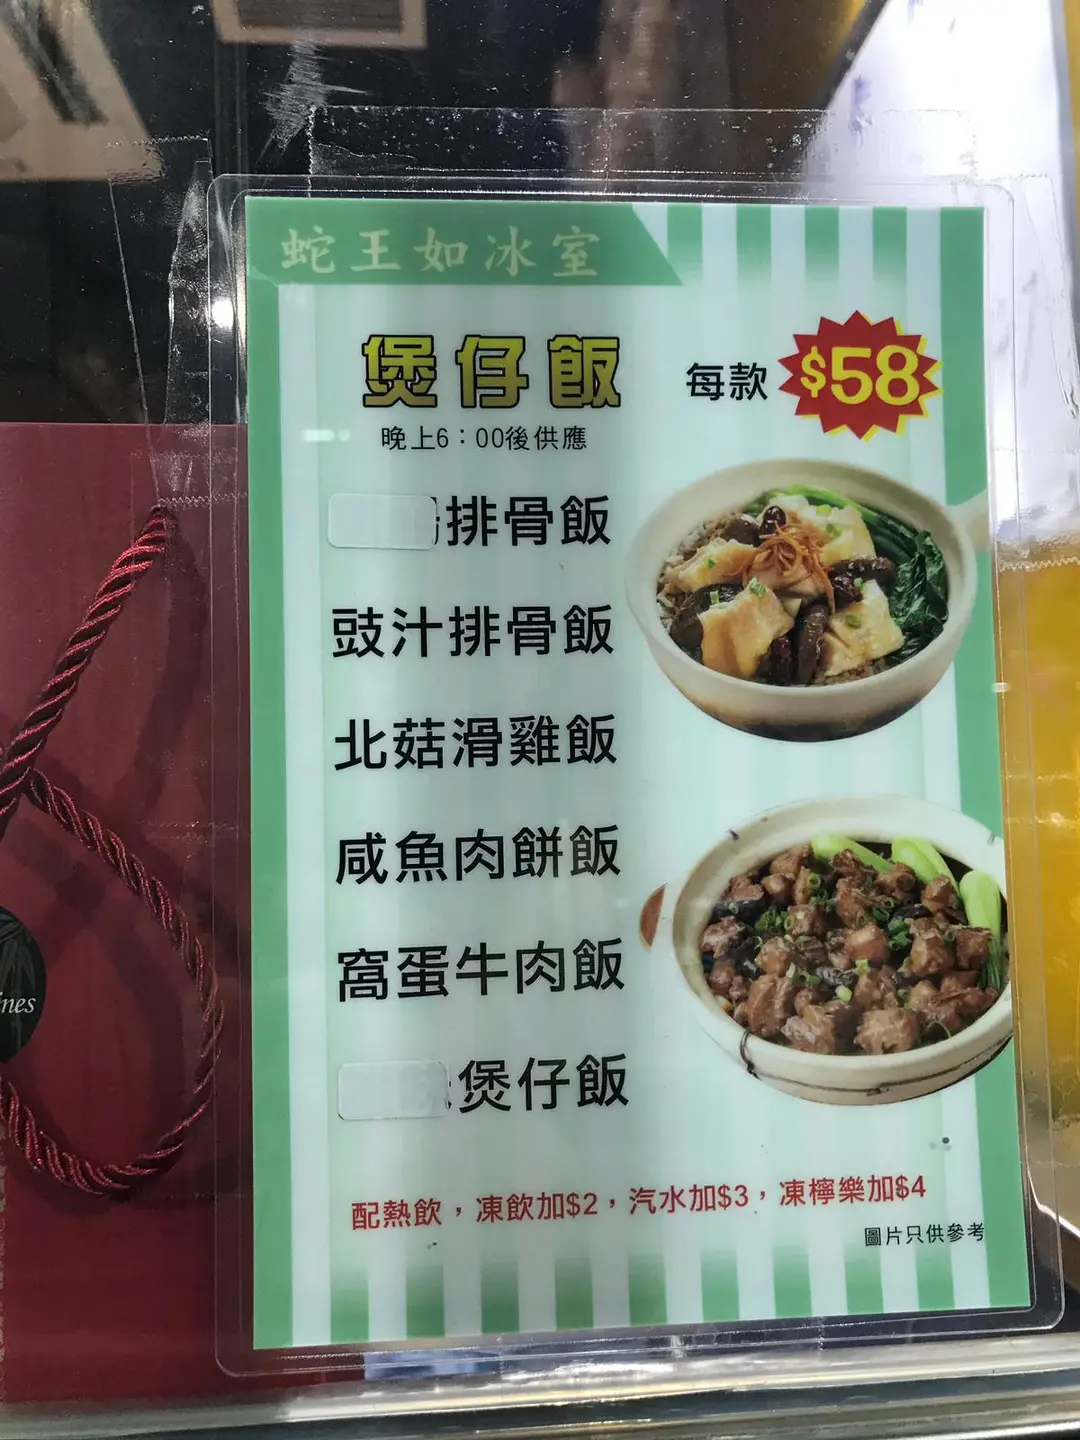 蛇王如冰室
煲仔飯
每款 $58
晚上6：00後供應
排骨飯
豉汁排骨飯
北菇滑雞飯
咸魚肉餅飯
窩蛋牛肉飯
煲仔飯
配熱飲，凍飲加$2，汽水加$3，凍檸樂加$4
圖片只供參考
nes